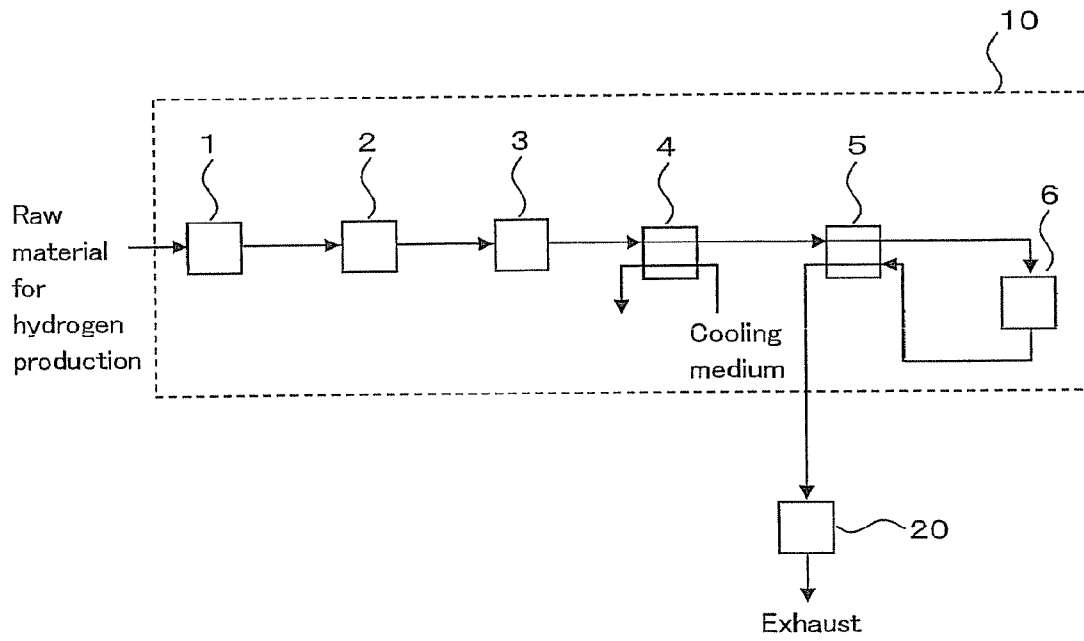 10
1
2
3
4
5
6
Raw
material
for
hydrogen
production
Cooling
medium
20
Exhaust